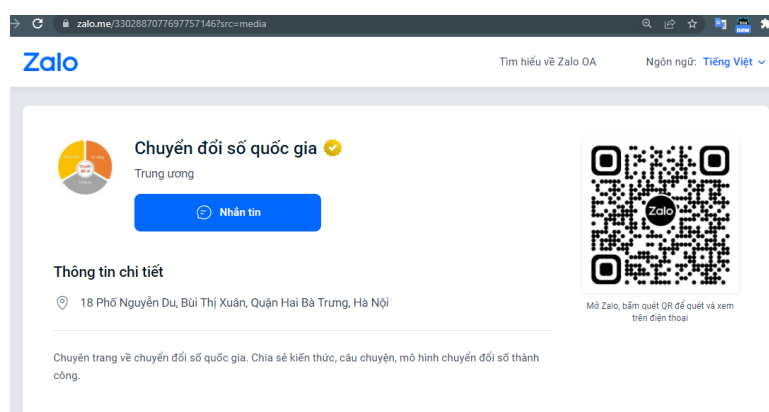 zalo.me/3302887077697757146?src=media
new
Zalo
Tìm hiểu về Zalo OA
Ngôn ngữ: Tiếng Việt
Chuyển đổi số quốc gia
Trung ương
Nhắn tin
Zalo
Thông tin chi tiết
18 Phố Nguyễn Du, Bùi Thị Xuân, Quận Hai Bà Trưng, Hà Nội
Mở Zalo, bấm quét QR để quét và xem
trên điện thoại
Chuyên trang về chuyển đổi số quốc gia. Chia sẻ kiến thức, câu chuyện, mô hình chuyển đổi số thành
công.